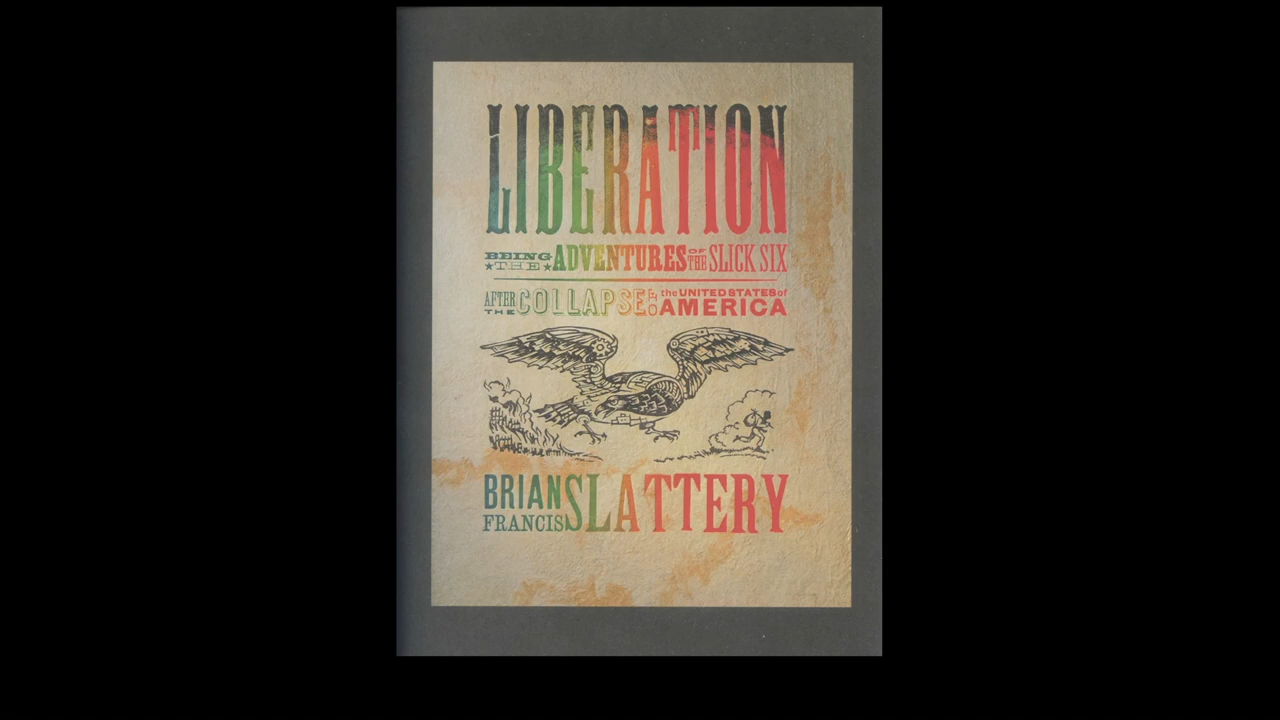 LIBERATION
BEING THE ADVENTURES OF THE SLICK SIX
AFTER THE COLLAPSE OF THE UNITED STATES of AMERICA
BRIAN FRANCIS SLATTERY